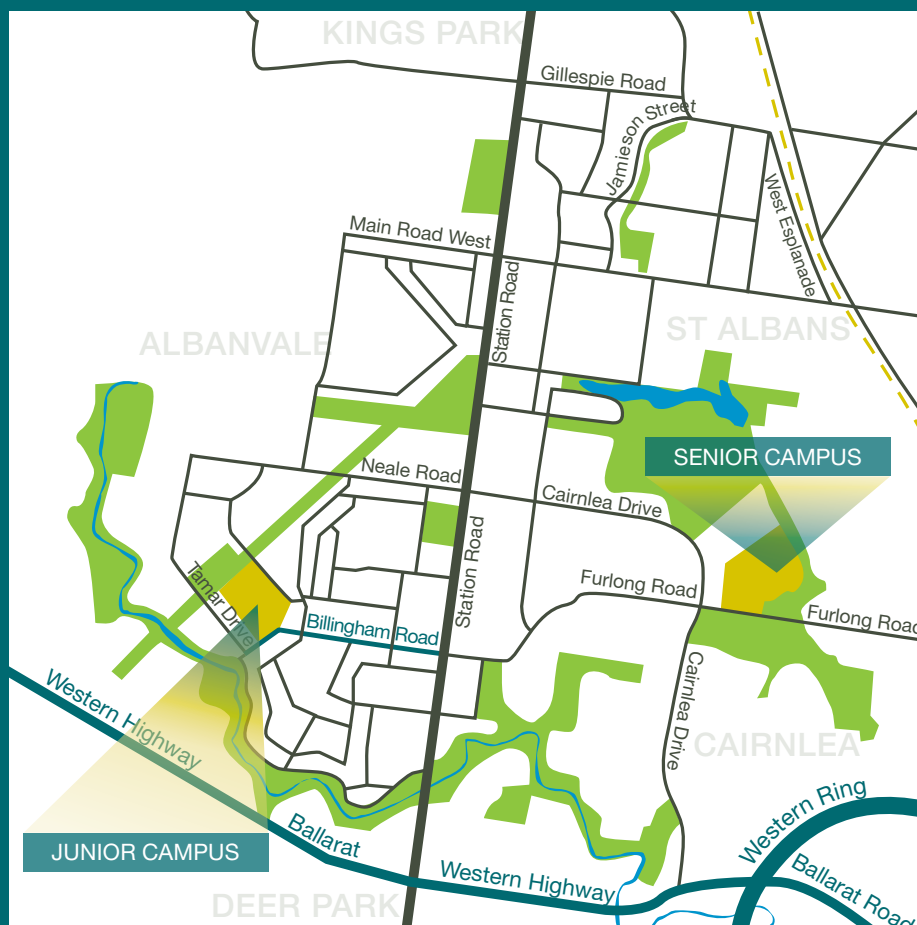 KINGS PARK
Gillespie Road
Jamieson Street
West Esplanade
Main Road West
Station Road
ALBANVALE
ST ALBANS
SENIOR CAMPUS
Neale Road
Cairnlea Drive
Station Road
Tamar Drive
Furlong Road
Furlong Road
Billingham Road
Cairnlea Drive
Western Highway
CAIRNLEA
Western Ring
Ballarat
JUNIOR CAMPUS
Western Highway
Ballarat Road
DEER PARK